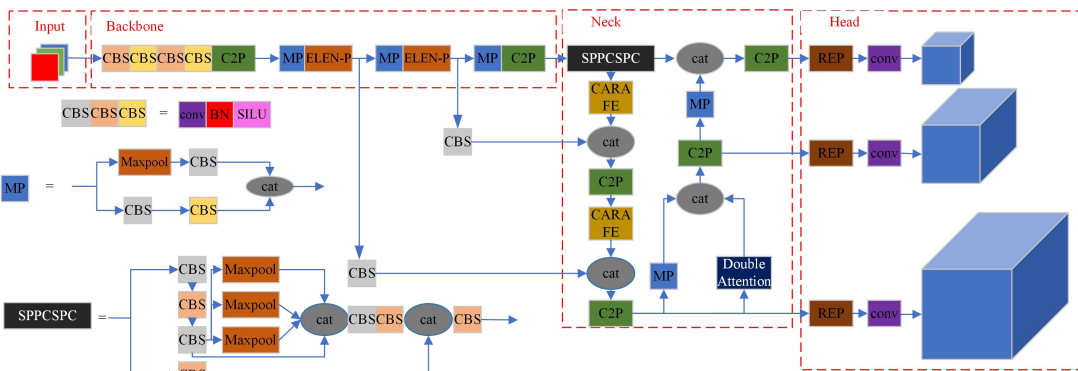 Input
Backbone
Neck
Head
CBS CBS CBS CBS C2P
MP ELEN-P
MP ELEN-P
MP C2P
SPPCSPC
cat
C2P
REP
conv
CARA
FE
MP
CBS CBS CBS = conv BN SILU
CBS
cat
C2P
REP
conv
Maxpool
CBS
MP
=
cat
CBS
CBS
C2P
cat
CARA
FE
CBS
cat
MP
Double
Attention
CBS
Maxpool
CBS
Maxpool
SPPCSPC
=
cat
CBS CBS
cat
CBS
CBS
Maxpool
C2P
REP
conv
CBS